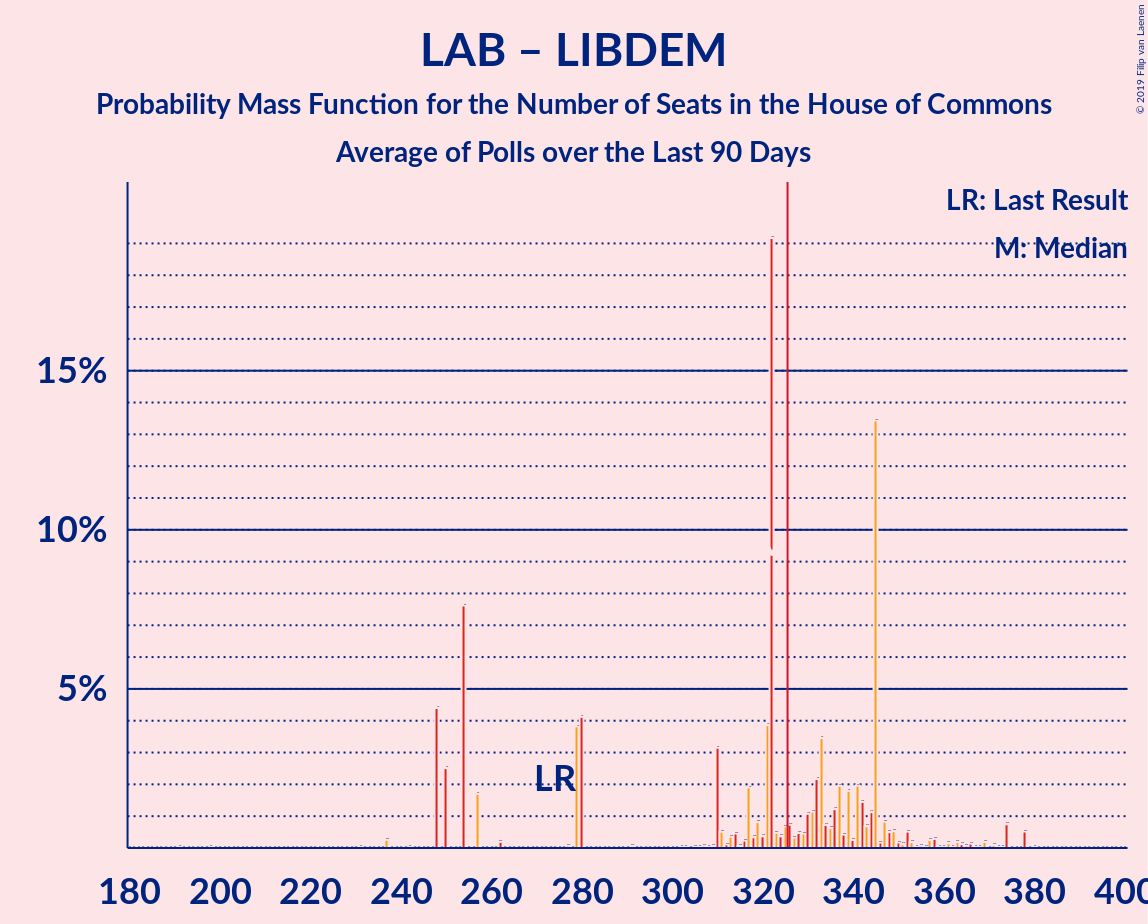 LAB – LIBDEM
Probability Mass Function for the Number of Seats in the House of Commons
Average of Polls over the Last 90 Days
© 2019 Filip van Laenen
LR: Last Result
M: Median
15%
10%
5%
LR
180 200 220 240 260 280 300 320 340 360 380 400